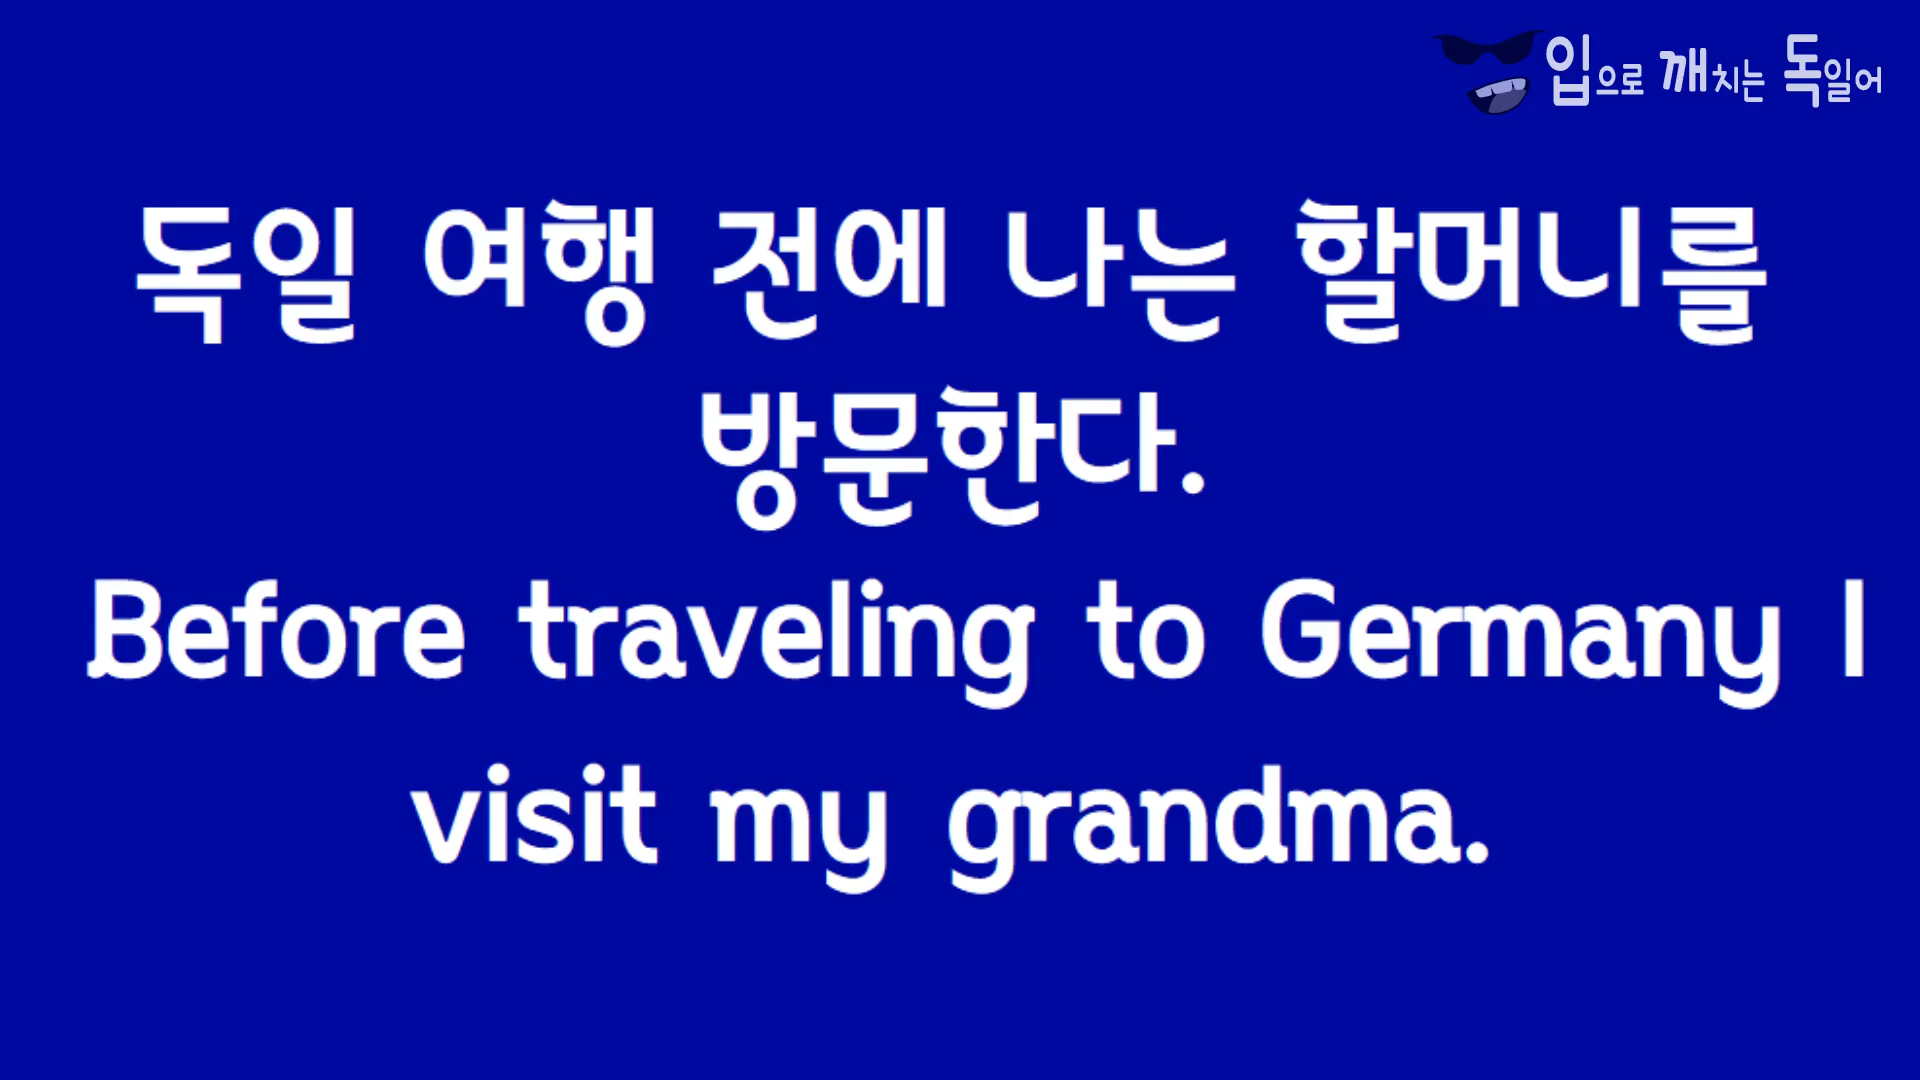 입으로 깨치는 독일어
독일 여행 전에 나는 할머니를
방문한다.
Before traveling to Germany I
visit my grandma.